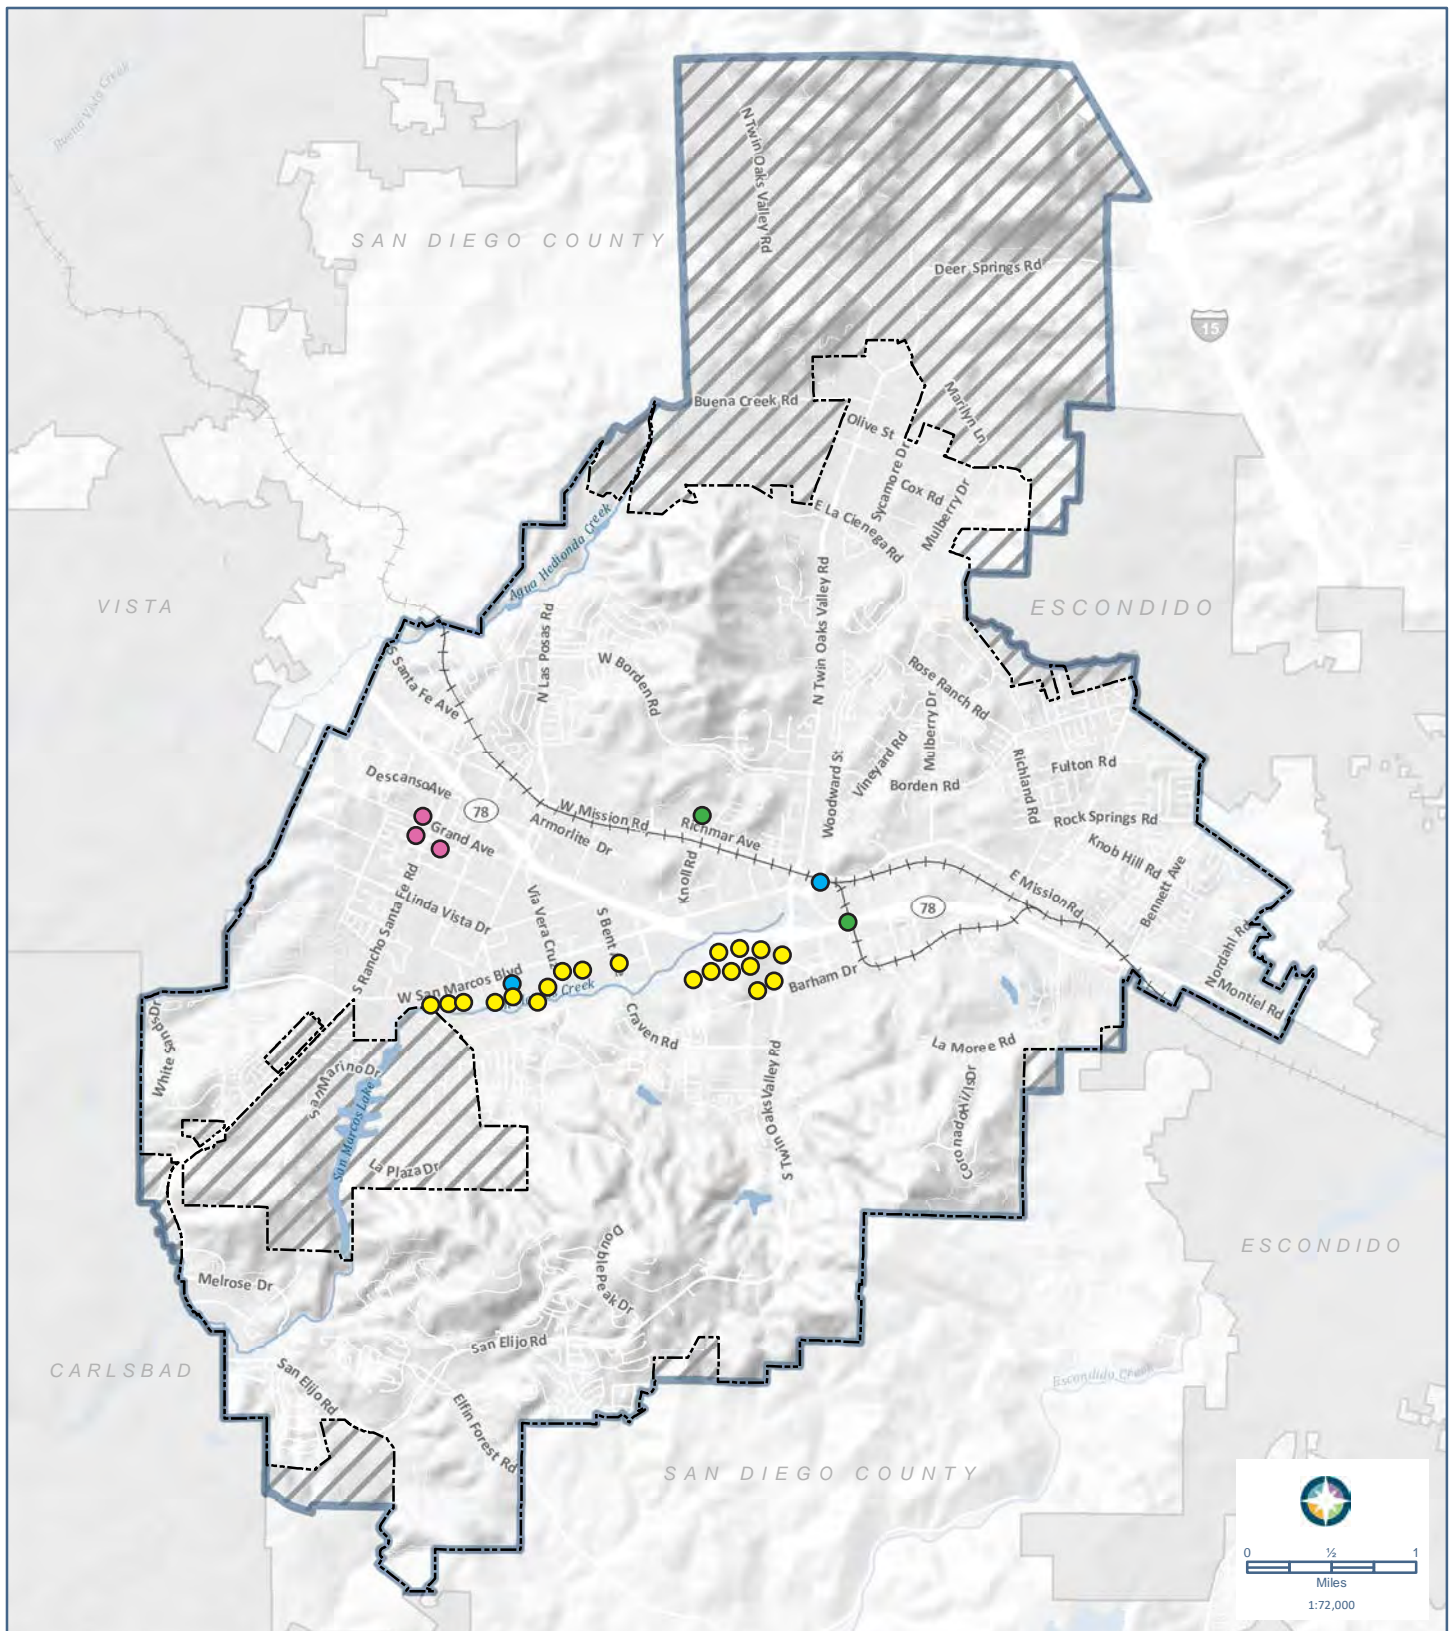 Buena Vista Creek
N Twin Oaks Valley Rd
SAN DIEGO COUNTY
Deer Springs Rd
15
Buena Creek Rd
Marilyn Ln
Olive St
Sycamore Dr
Cox Rd
Mulberry Dr
E La Cienega Rd
Agua Hedionda Creek
VISTA
ESCONDIDO
N Las Posas Rd
N Twin Oaks Valley Rd
S Santa Fe Ave
W Borden Rd
Rose Ranch Rd
Mulberry Dr
Vineyard Rd
Woodward St
Richland Rd
Fulton Rd
Borden Rd
Descanso Ave
78
W Mission Rd
Richmar Ave
Rock Springs Rd
Grand Ave
Armorlite Dr
Knob Hill Rd
Knoll Rd
Bennett Ave
E Mission Rd
78
S Rancho Santa Fe Rd
Linda Vista Dr
Via Vera Cruz
S Bent
Nordahl Rd
W San Marcos Blvd
Creek
Barham Dr
Montiel Rd
White Sands Dr
Craven Rd
La Moree Rd
San Marino Dr
San Marcos Lake
S Twin Oaks Valley Rd
Coronado Hills Dr
La Plaza Dr
Double Peak Dr
ESCONDIDO
Melrose Dr
San Elijo Rd
CARLSBAD
San Elijo Rd
Escondido Creek
Elfin Forest Rd
SAN DIEGO COUNTY
0 ½ 1
Miles
1:72,000